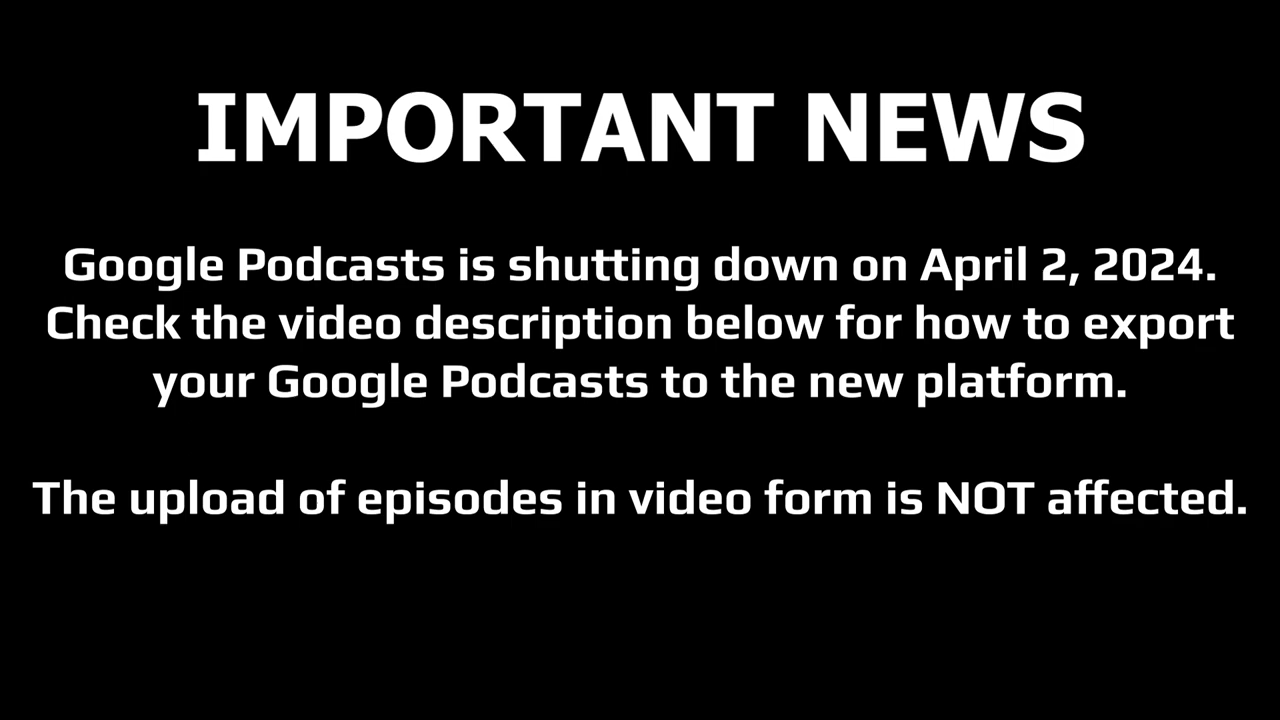 IMPORTANT NEWS
Google Podcasts is shutting down on April 2, 2024.
Check the video description below for how to export
your Google Podcasts to the new platform.
The upload of episodes in video form is NOT affected.